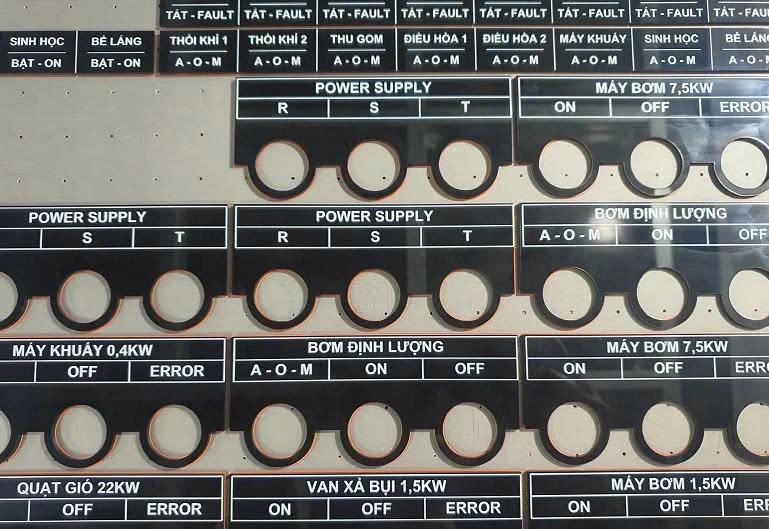 TẮT - FAULT TẮT - FAULT TẮT - FAULT TẮT - FAULT TẮT - FAULT TẮT - FAULT TẮT - FAULT TẮT - FAULT
SINH HỌC BỂ LẮNG THỔI KHÍ 1 THỔI KHÍ 2 THU GOM ĐIỀU HÒA 1 ĐIỀU HÒA 2 MÁY KHUẤY SINH HỌC BỂ LẮNG
BẬT - ON BẬT - ON A - O - M A - O - M A - O - M A - O - M A - O - M A - O - M A - O - M A - O - M
POWER SUPPLY MÁY BƠM 7,5KW
R S T ON OFF ERROR
POWER SUPPLY POWER SUPPLY BƠM ĐỊNH LƯỢNG
S T R S T A - O - M ON OFF
MÁY KHUẤY 0,4KW BƠM ĐỊNH LƯỢNG MÁY BƠM 7,5KW
OFF ERROR A - O - M ON OFF ON OFF ERROR
QUẠT GIÓ 22KW VAN XẢ BỤI 1,5KW MÁY BƠM 1,5KW
OFF ERROR ON OFF ERROR ON OFF ERROR